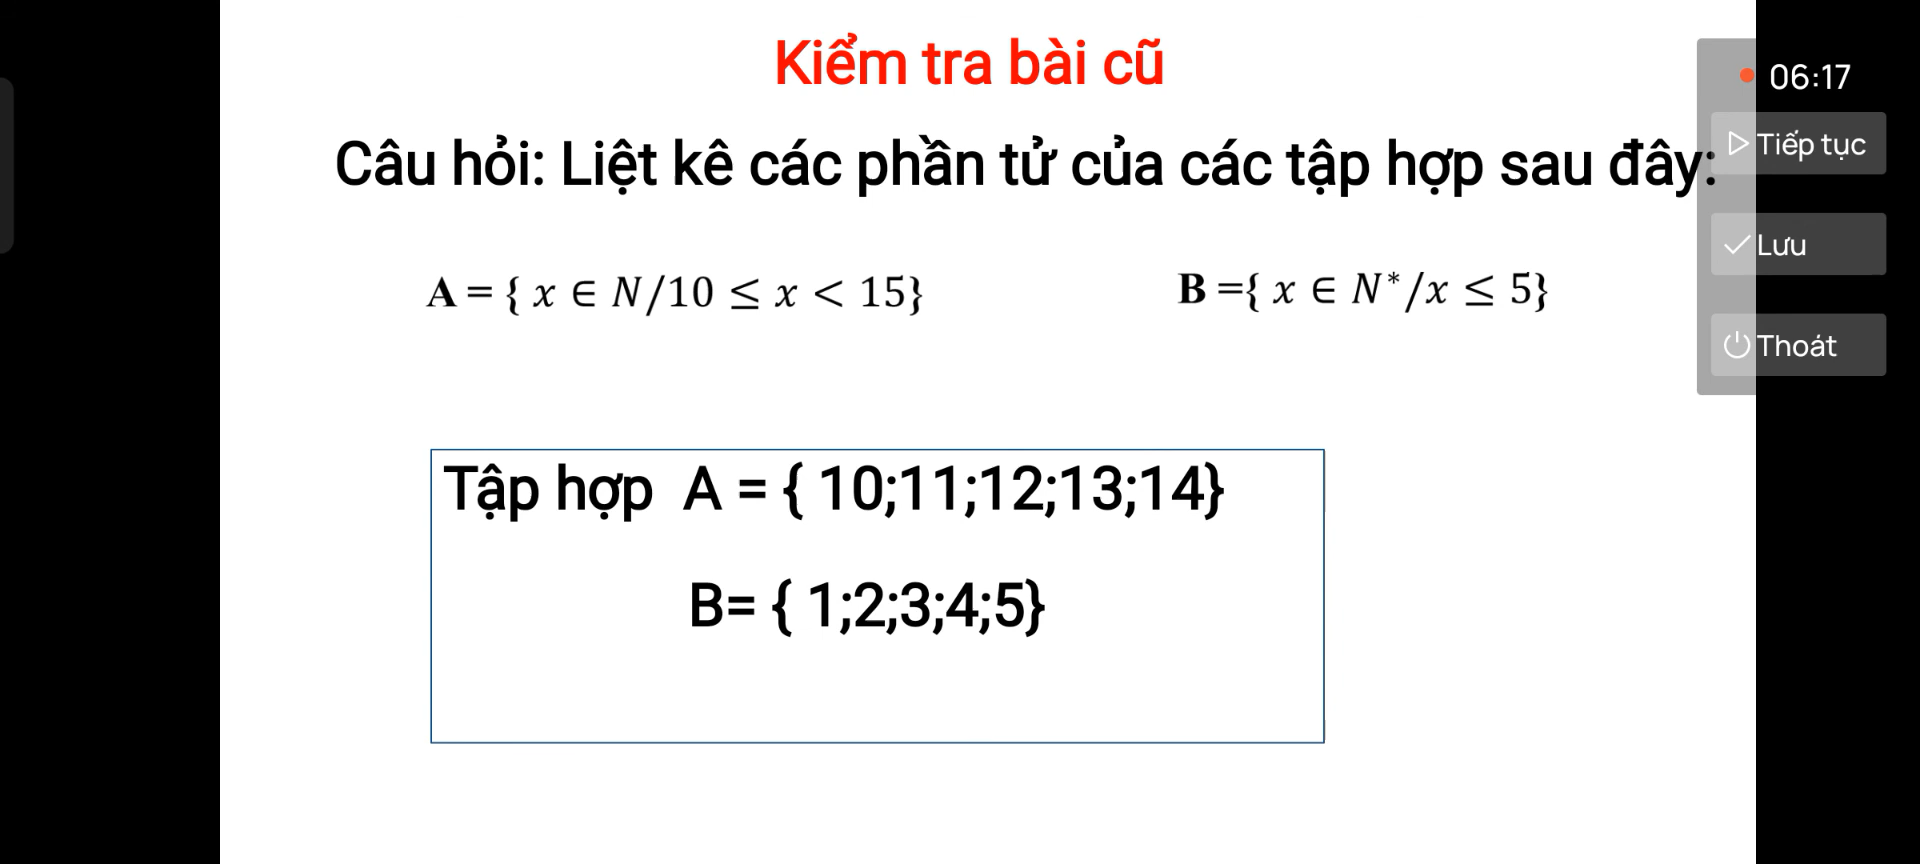 Kiểm tra bài cũ
Câu hỏi: Liệt kê các phần tử của các tập hợp sau đây:
A = { x ∈ N/10 ≤ x < 15}
B ={ x ∈ N*/x ≤ 5}
Tập hợp A = { 10;11;12;13;14}
B= { 1;2;3;4;5}
06:17
Tiếp tục
Lưu
Thoát